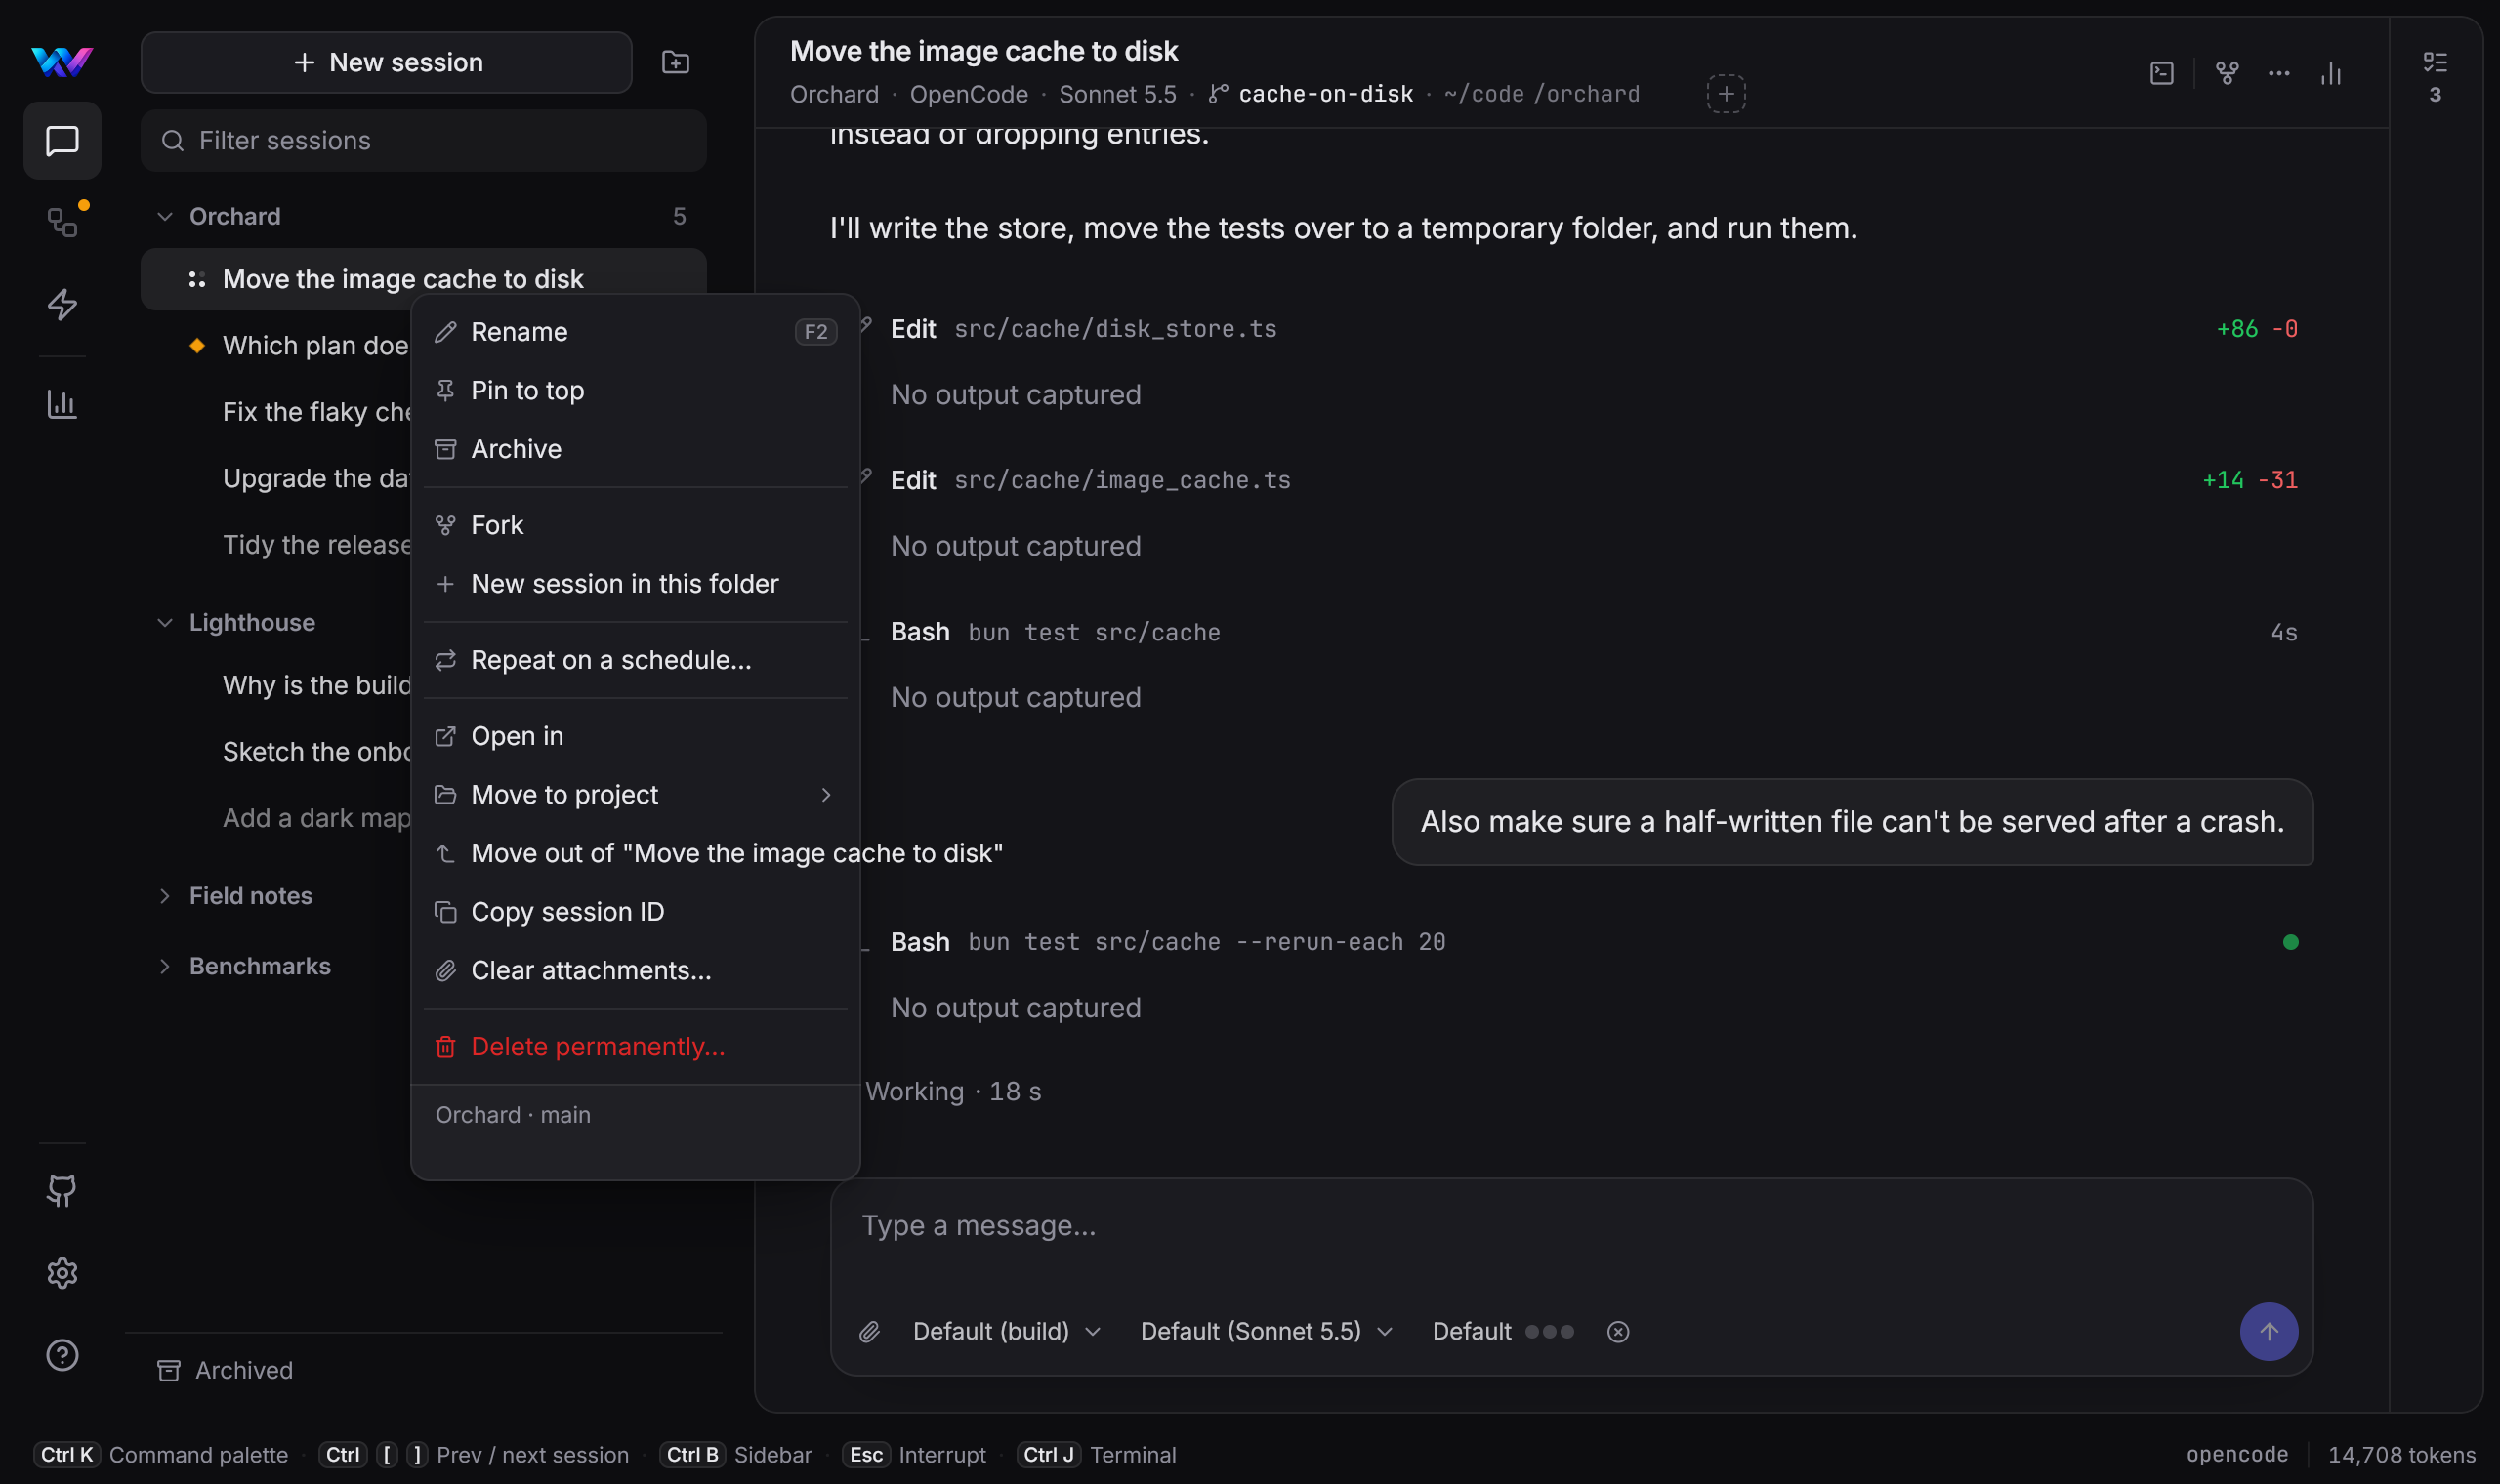 New session
Filter sessions
Orchard 5
Move the image cache to disk
Which plan doe
Fix the flaky che
Upgrade the da
Tidy the release
Lighthouse
Why is the build
Sketch the onbo
Add a dark map
Field notes
Benchmarks
Archived
Rename F2
Pin to top
Archive
Fork
New session in this folder
Repeat on a schedule...
Open in
Move to project
Move out of "Move the image cache to disk"
Copy session ID
Clear attachments...
Delete permanently...
Orchard · main
Move the image cache to disk
Orchard · OpenCode · Sonnet 5.5 · cache-on-disk · ~/code /orchard
3
instead of dropping entries.
I'll write the store, move the tests over to a temporary folder, and run them.
Edit src/cache/disk_store.ts +86 -0
No output captured
Edit src/cache/image_cache.ts +14 -31
No output captured
Bash bun test src/cache 4s
No output captured
Also make sure a half-written file can't be served after a crash.
Bash bun test src/cache --rerun-each 20
No output captured
Working · 18 s
Type a message...
Default (build) Default (Sonnet 5.5) Default
Ctrl K Command palette · Ctrl [ ] Prev / next session · Ctrl B Sidebar · Esc Interrupt · Ctrl J Terminal
opencode 14,708 tokens